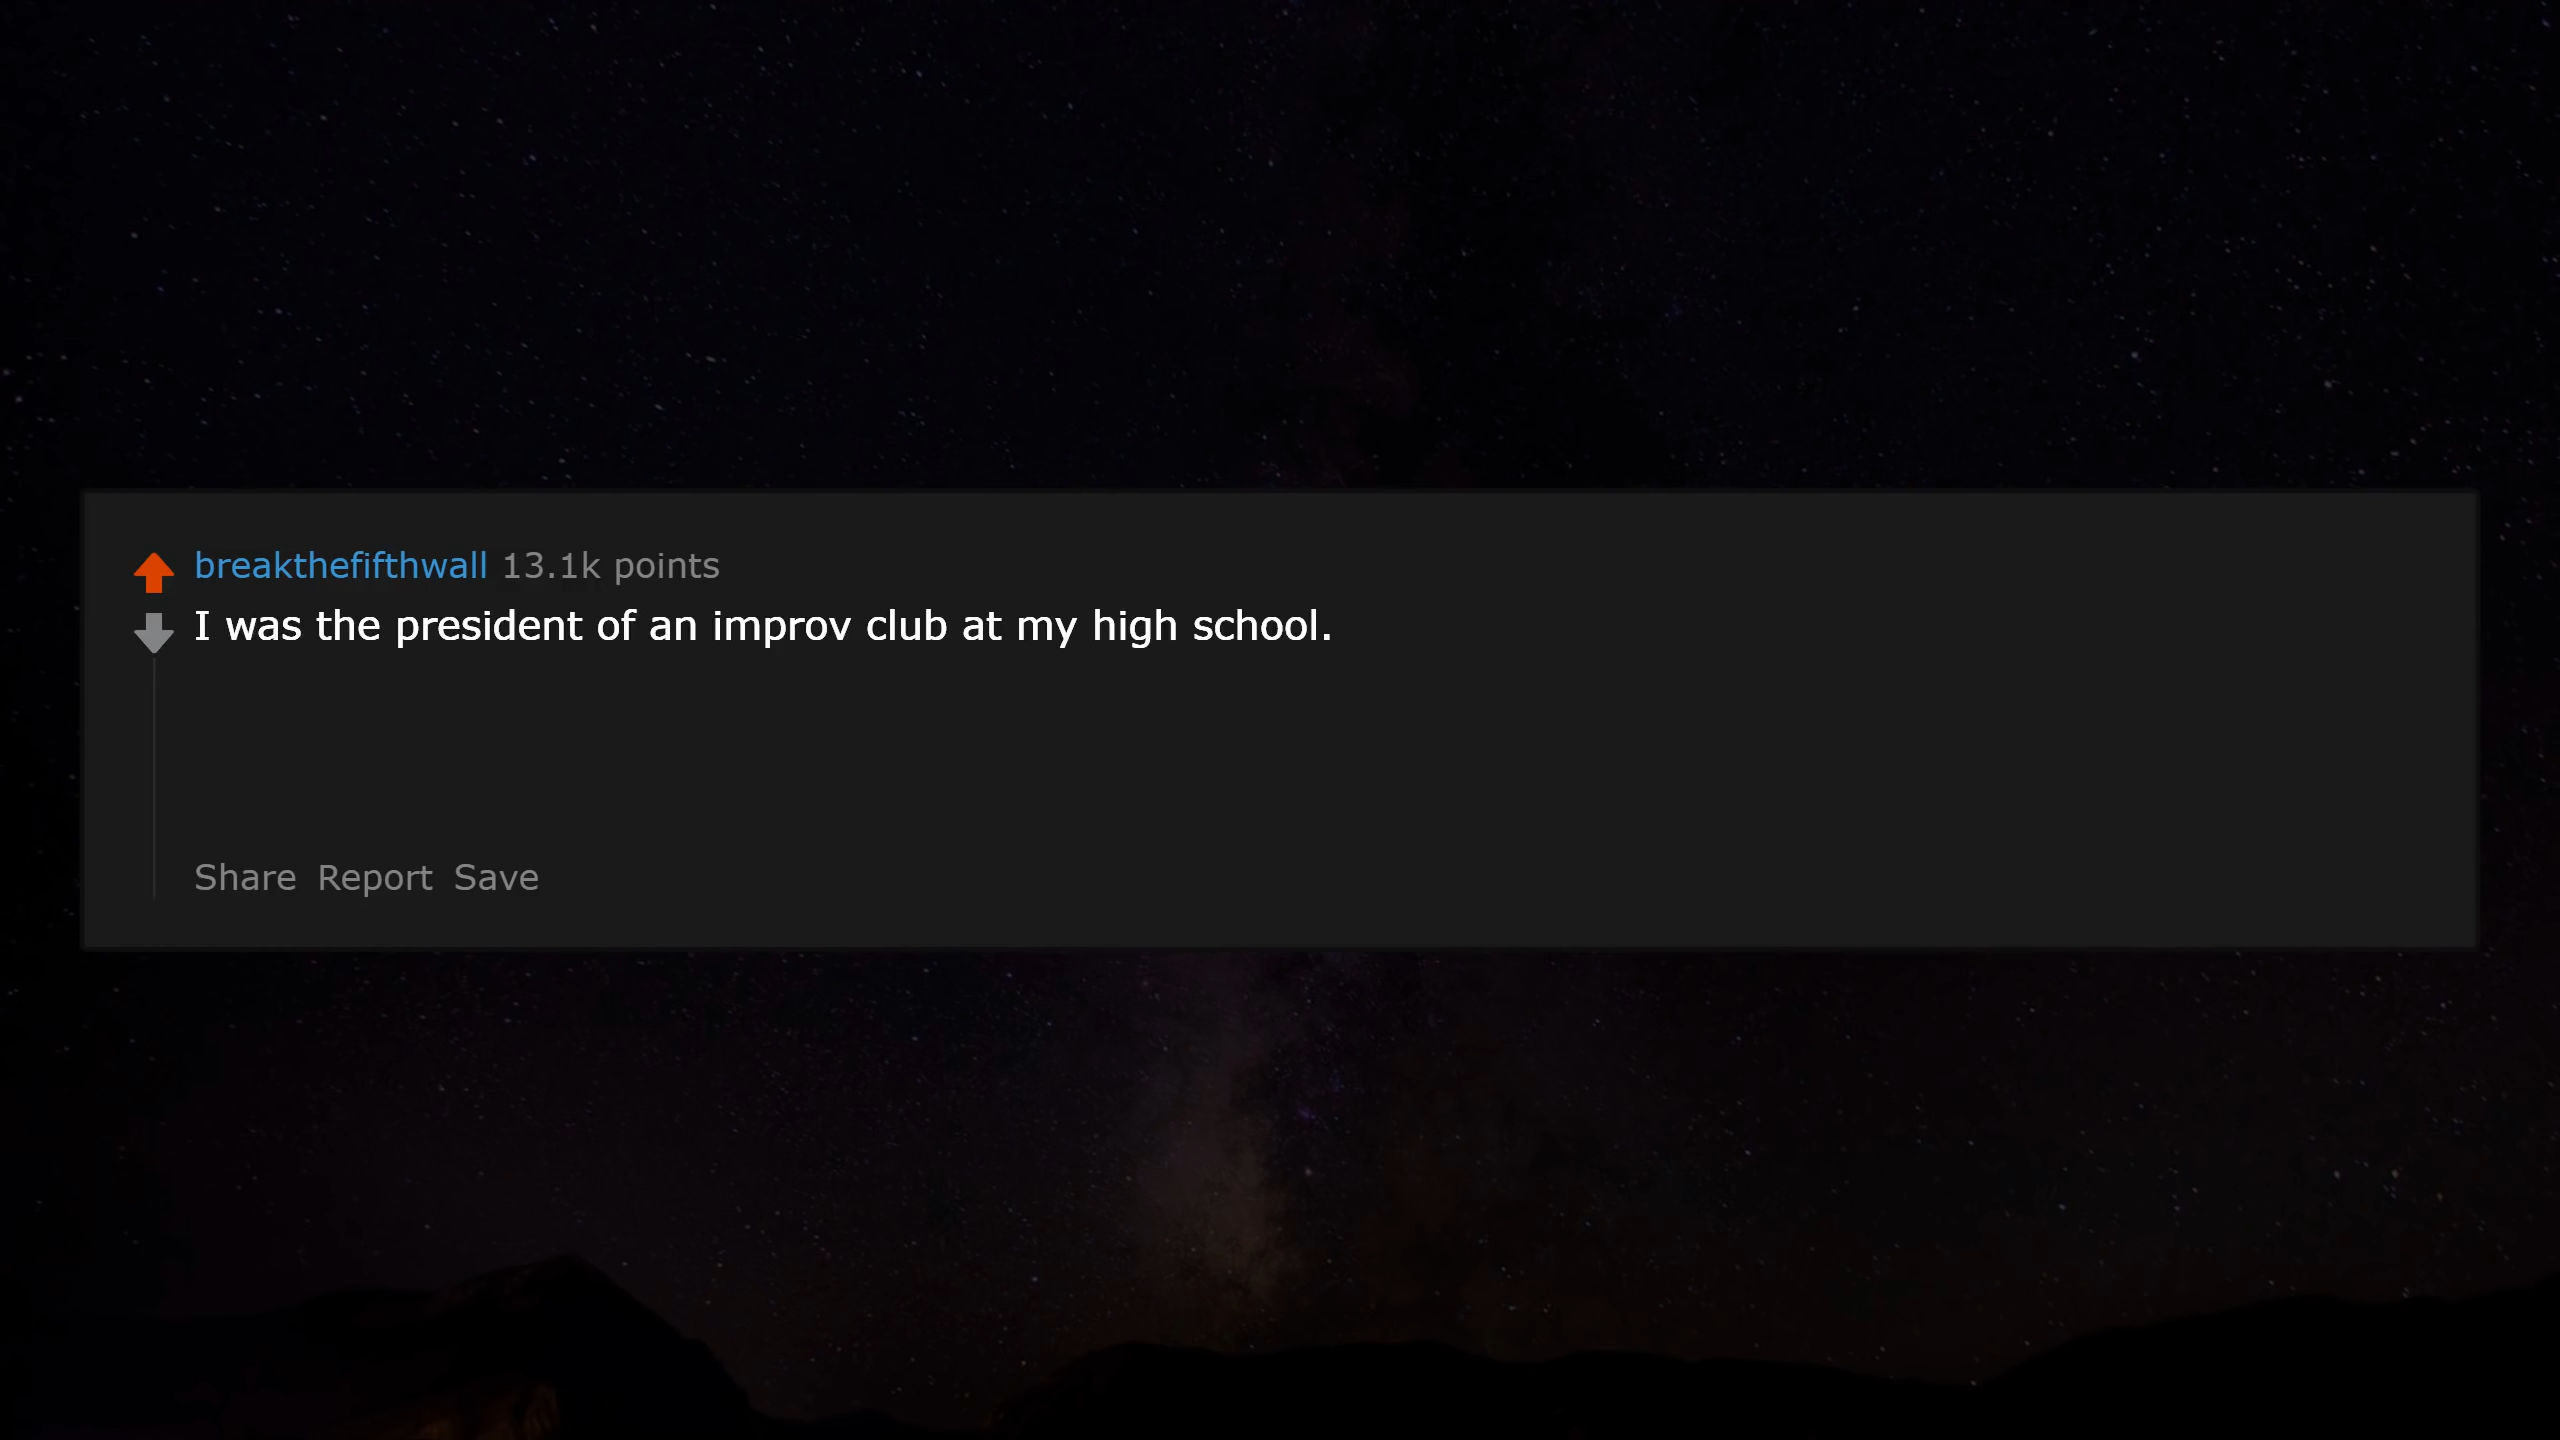 breakthefifthwall 13.1k points
I was the president of an improv club at my high school.
Share Report Save